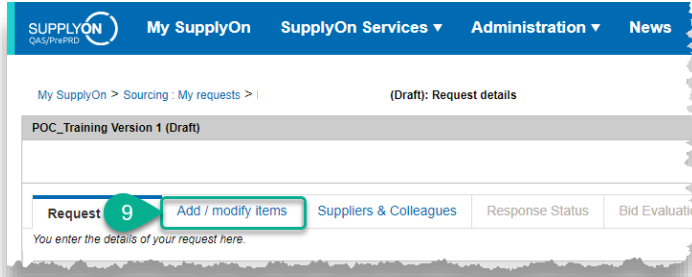 SUPPLYON My SupplyOn SupplyOn Services ▾ Administration ▾ News
QAS/PrePRD
My SupplyOn > Sourcing : My requests > (Draft): Request details
POC_Training Version 1 (Draft)
Request 9 Add / modify items Suppliers & Colleagues Response Status Bid Evaluati
You enter the details of your request here.